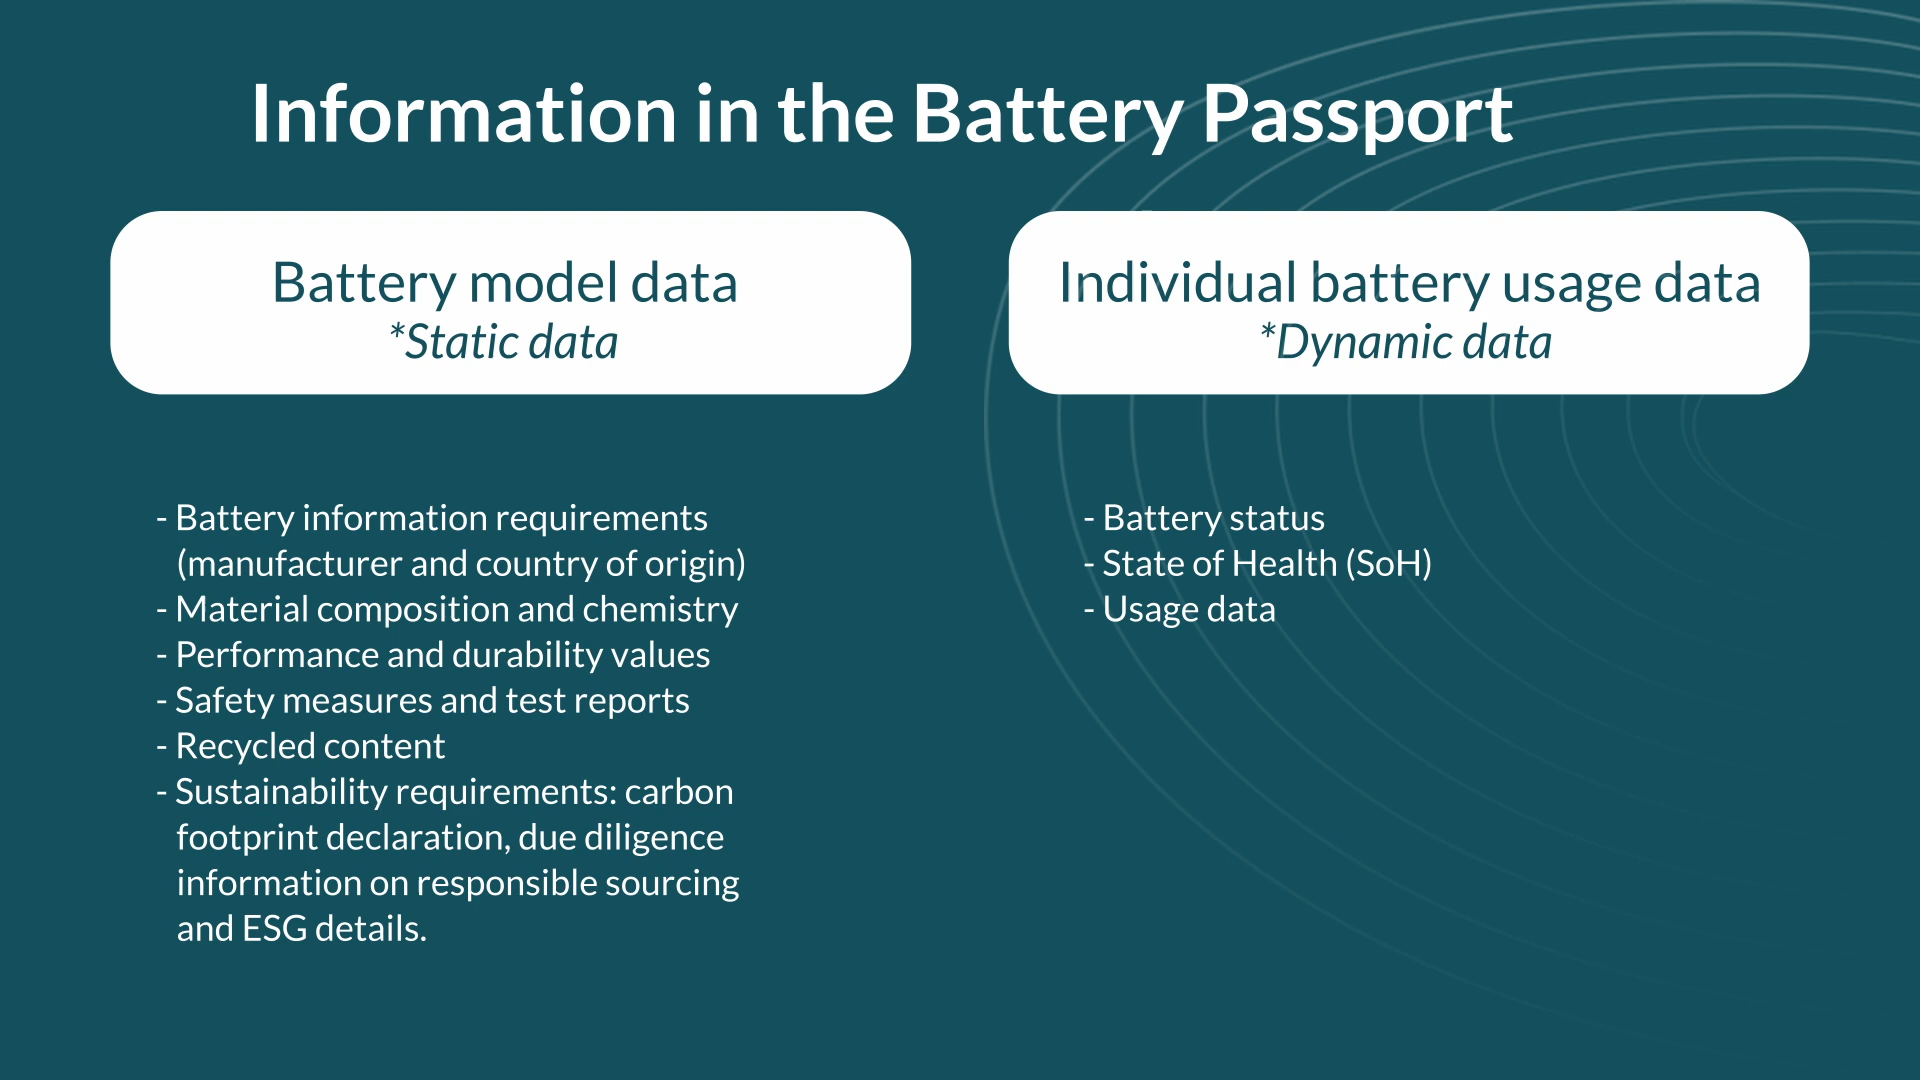 Information in the Battery Passport
Battery model data
*Static data
Individual battery usage data
*Dynamic data
- Battery information requirements
(manufacturer and country of origin)
- Material composition and chemistry
- Performance and durability values
- Safety measures and test reports
- Recycled content
- Sustainability requirements: carbon
footprint declaration, due diligence
information on responsible sourcing
and ESG details.
- Battery status
- State of Health (SoH)
- Usage data